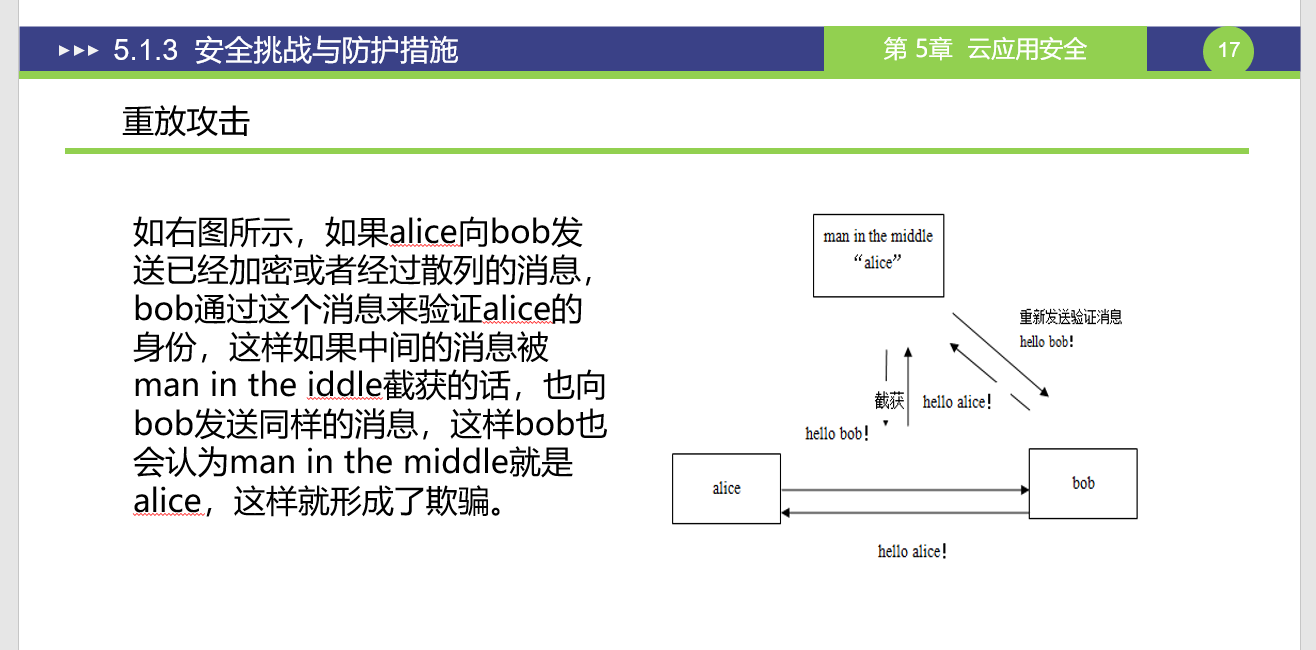 ▸▸▸ 5.1.3 安全挑战与防护措施
第 5章 云应用安全
17
重放攻击
如右图所示，如果alice向bob发
送已经加密或者经过散列的消息，
bob通过这个消息来验证alice的
身份，这样如果中间的消息被
man in the iddle截获的话，也向
bob发送同样的消息，这样bob也
会认为man in the middle就是
alice，这样就形成了欺骗。
man in the middle
“alice”
重新发送验证消息
hello bob！
截获
hello alice！
hello bob！
alice
bob
hello alice！